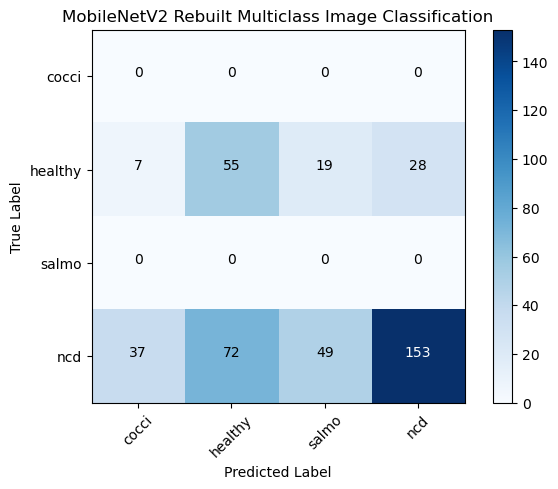 MobileNetV2 Rebuilt Multiclass Image Classification
cocci 0 0 0 0
healthy 7 55 19 28
salmo 0 0 0 0
ncd 37 72 49 153
cocci healthy salmo ncd
Predicted Label
True Label
140
120
100
80
60
40
20
0